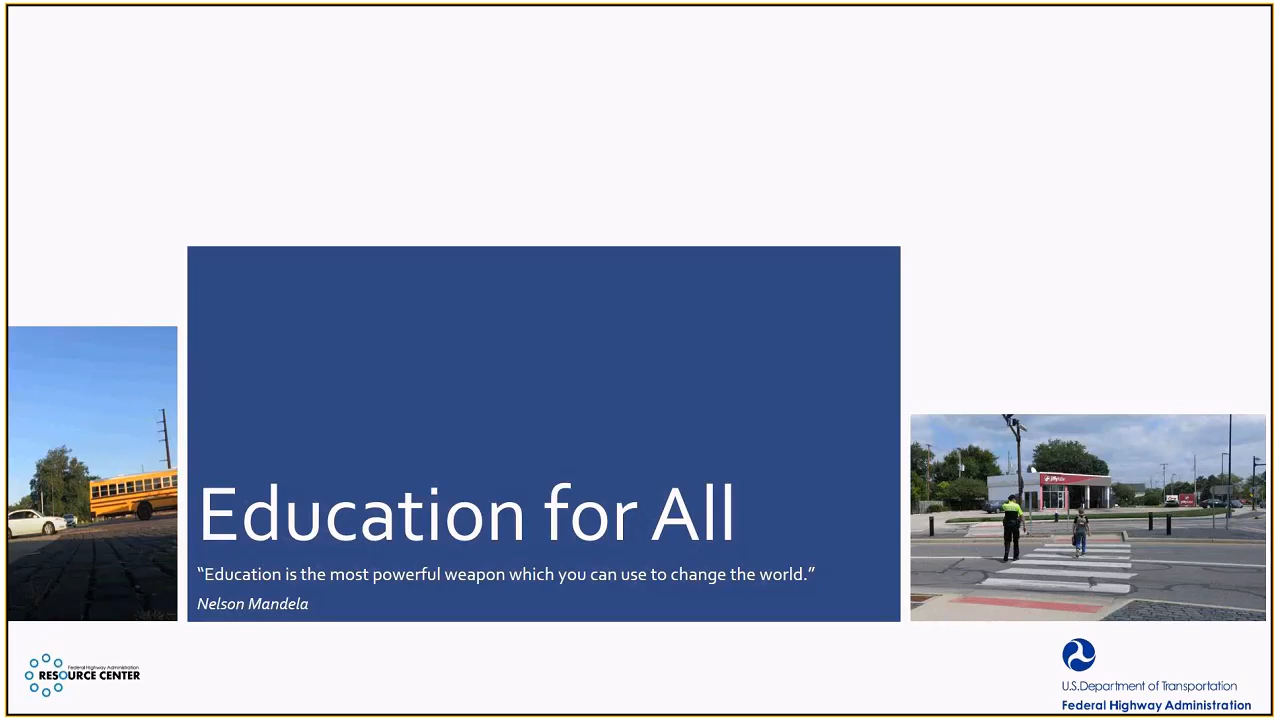 Education for All
“Education is the most powerful weapon which you can use to change the world.”
Nelson Mandela
Federal Highway Administration
RESOURCE CENTER
U.S.Department of Transportation
Federal Highway Administration